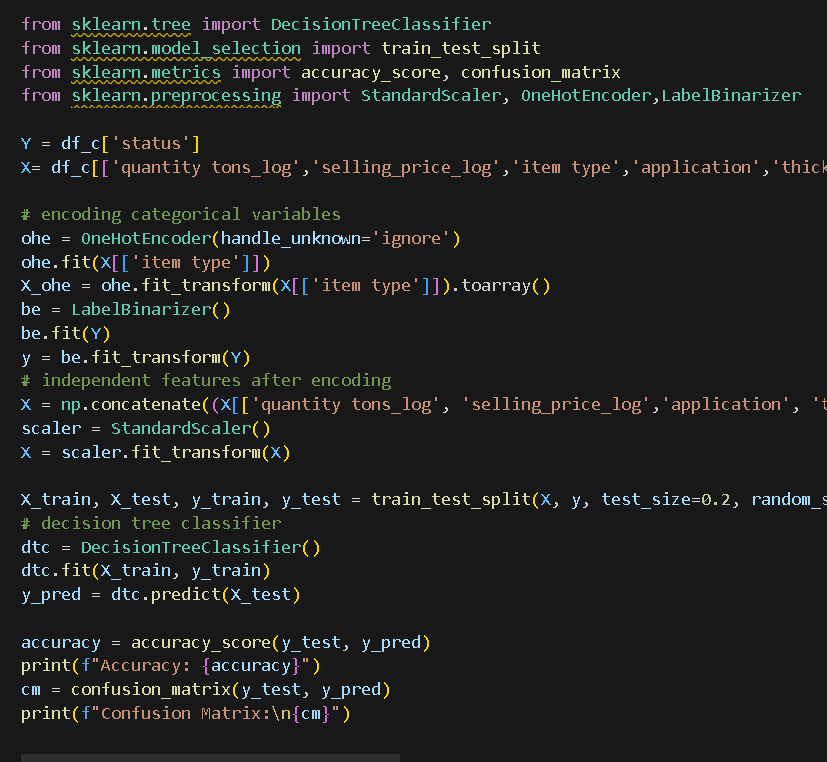 from sklearn.tree import DecisionTreeClassifier
from sklearn.model_selection import train_test_split
from sklearn.metrics import accuracy_score, confusion_matrix
from sklearn.preprocessing import StandardScaler, OneHotEncoder,LabelBinarizer
Y = df_c['status']
X= df_c[['quantity tons_log','selling_price_log','item type','application','thick
# encoding categorical variables
ohe = OneHotEncoder(handle_unknown='ignore')
ohe.fit(X[['item type']])
X_ohe = ohe.fit_transform(X[['item type']]).toarray()
be = LabelBinarizer()
be.fit(Y)
y = be.fit_transform(Y)
# independent features after encoding
X = np.concatenate((X[['quantity tons_log', 'selling_price_log','application', 't
scaler = StandardScaler()
X = scaler.fit_transform(X)
X_train, X_test, y_train, y_test = train_test_split(X, y, test_size=0.2, random_s
# decision tree classifier
dtc = DecisionTreeClassifier()
dtc.fit(X_train, y_train)
y_pred = dtc.predict(X_test)
accuracy = accuracy_score(y_test, y_pred)
print(f"Accuracy: {accuracy}")
cm = confusion_matrix(y_test, y_pred)
print(f"Confusion Matrix:\n{cm}")